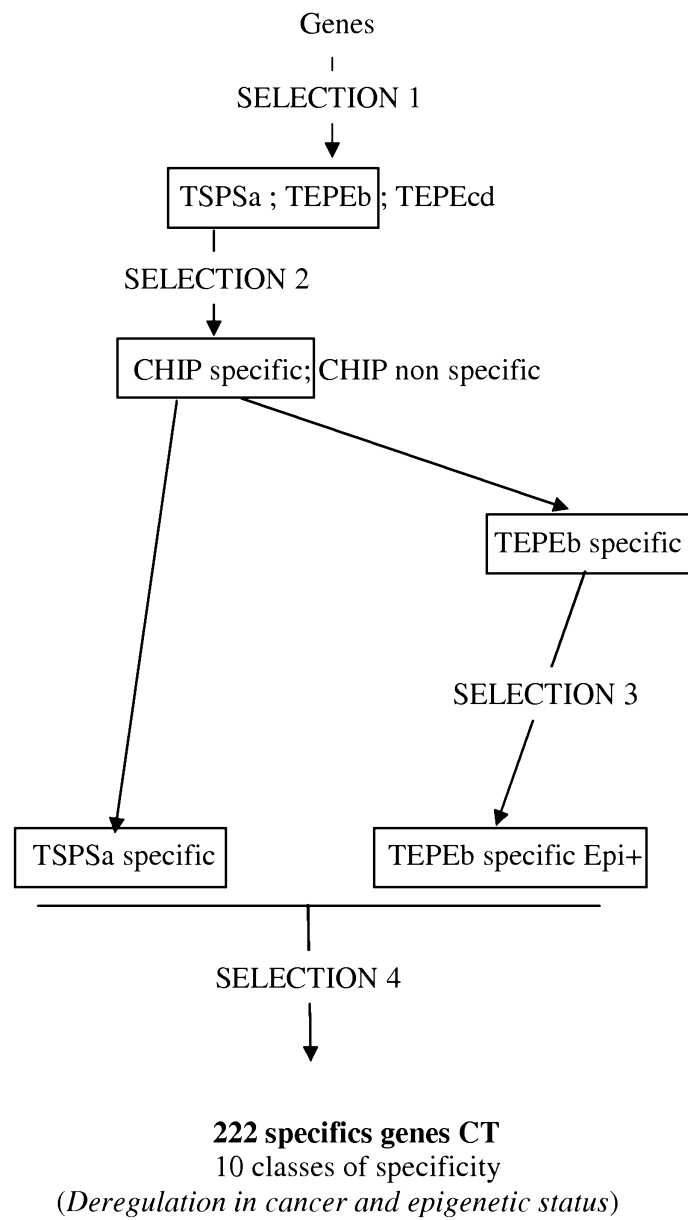 Genes
SELECTION 1
TSPSa ; TEPEb ; TEPEcd
SELECTION 2
CHIP specific; CHIP non specific
TEPEb specific
SELECTION 3
TSPSa specific
TEPEb specific Epi+
SELECTION 4
222 specifics genes CT
10 classes of specificity
(Deregulation in cancer and epigenetic status)